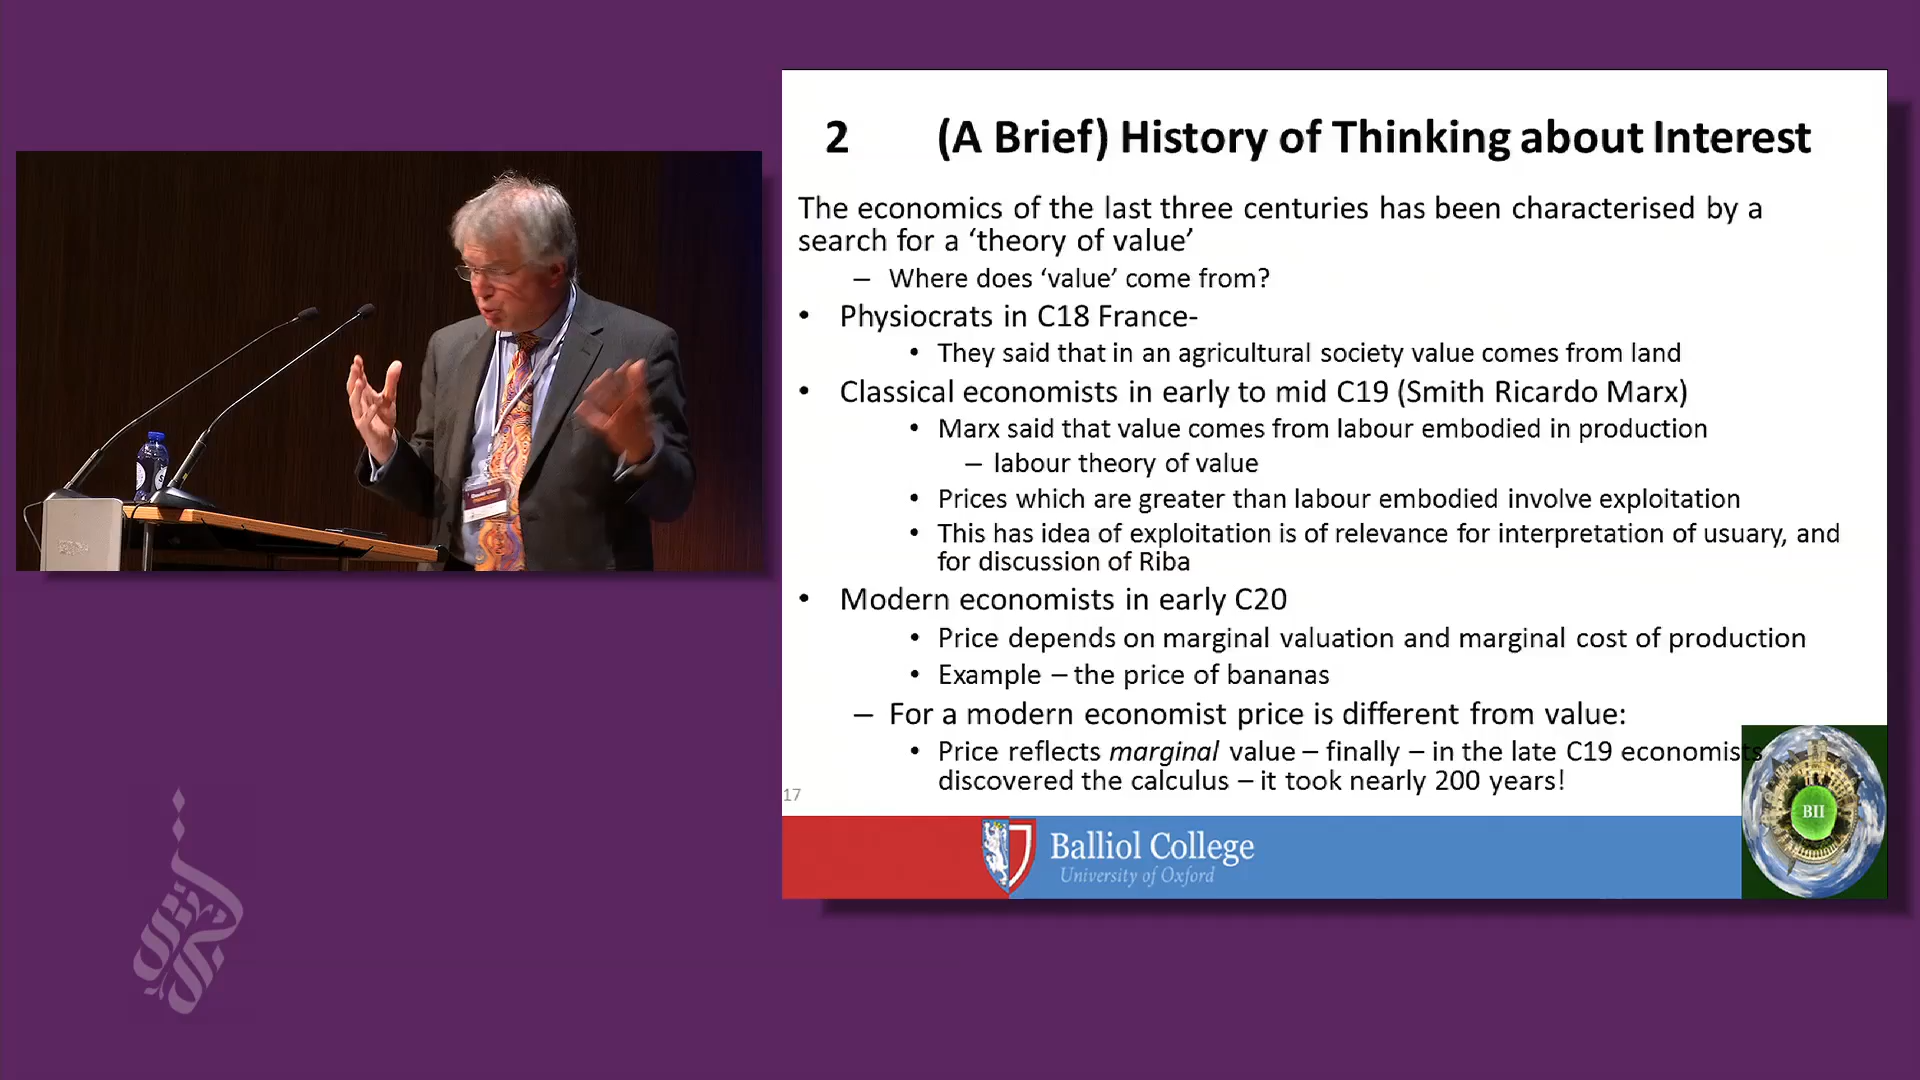 2 (A Brief) History of Thinking about Interest
The economics of the last three centuries has been characterised by a
search for a ‘theory of value’
– Where does ‘value’ come from?
• Physiocrats in C18 France-
• They said that in an agricultural society value comes from land
• Classical economists in early to mid C19 (Smith Ricardo Marx)
• Marx said that value comes from labour embodied in production
– labour theory of value
• Prices which are greater than labour embodied involve exploitation
• This has idea of exploitation is of relevance for interpretation of usuary, and
for discussion of Riba
• Modern economists in early C20
• Price depends on marginal valuation and marginal cost of production
• Example – the price of bananas
– For a modern economist price is different from value:
• Price reflects marginal value – finally – in the late C19 economists
discovered the calculus – it took nearly 200 years!
17
BII
Balliol College
University of Oxford